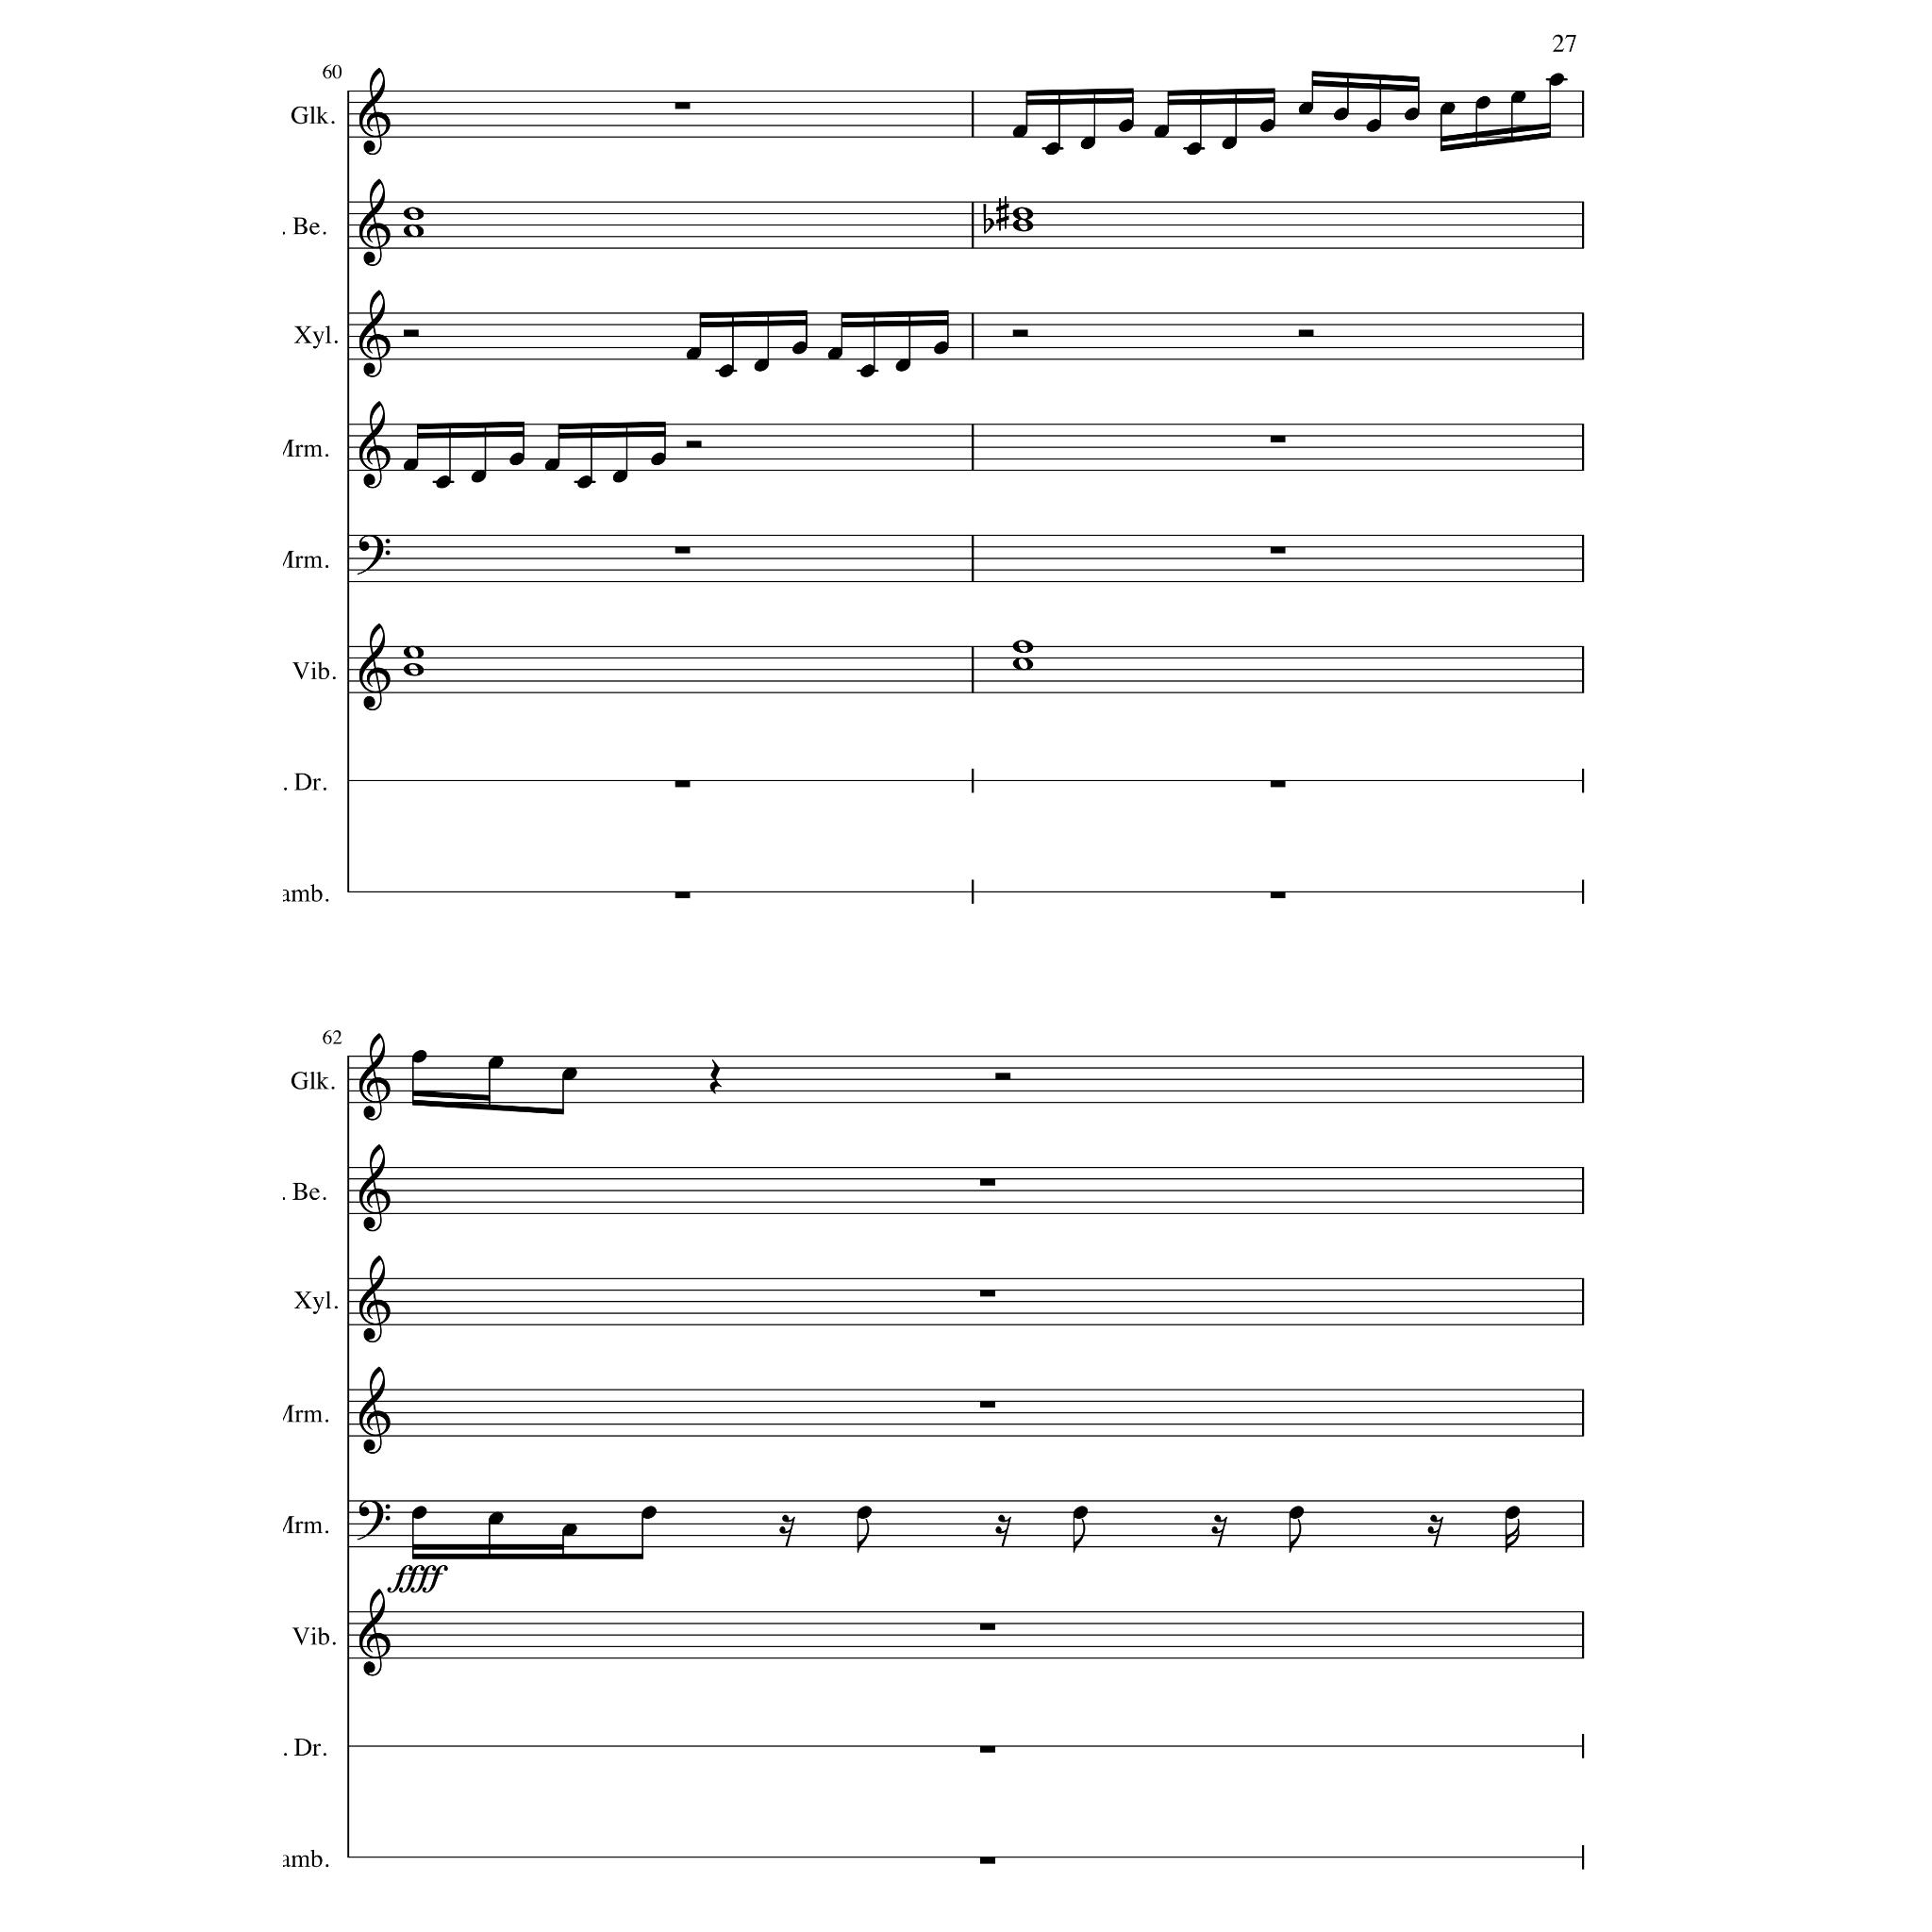 27
60
Glk.
. Be.
Xyl.
Mrm.
Mrm.
Vib.
. Dr.
amb.
62
Glk.
. Be.
Xyl.
Mrm.
Mrm.
ffff
Vib.
. Dr.
amb.